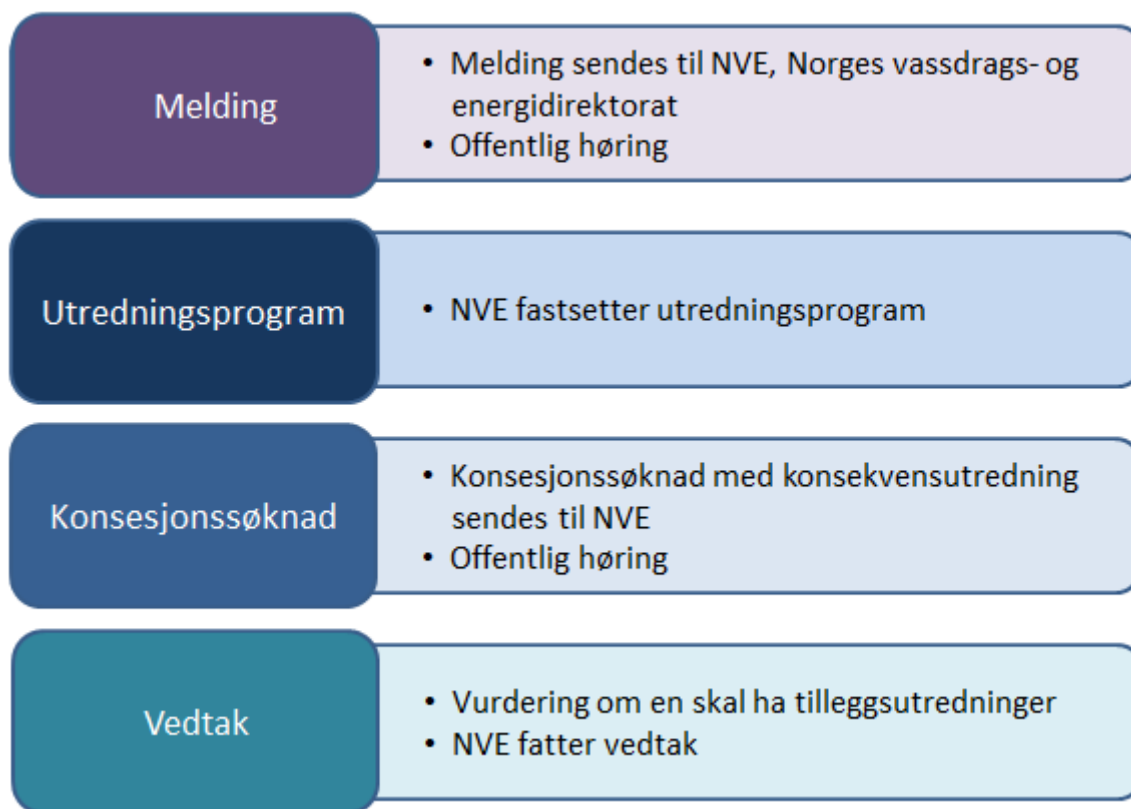 Melding
• Melding sendes til NVE, Norges vassdrags- og
energidirektorat
• Offentlig høring
Utredningsprogram
• NVE fastsetter utredningsprogram
Konsesjonssøknad
• Konsesjonssøknad med konsekvensutredning
sendes til NVE
• Offentlig høring
Vedtak
• Vurdering om en skal ha tilleggsutredninger
• NVE fatter vedtak